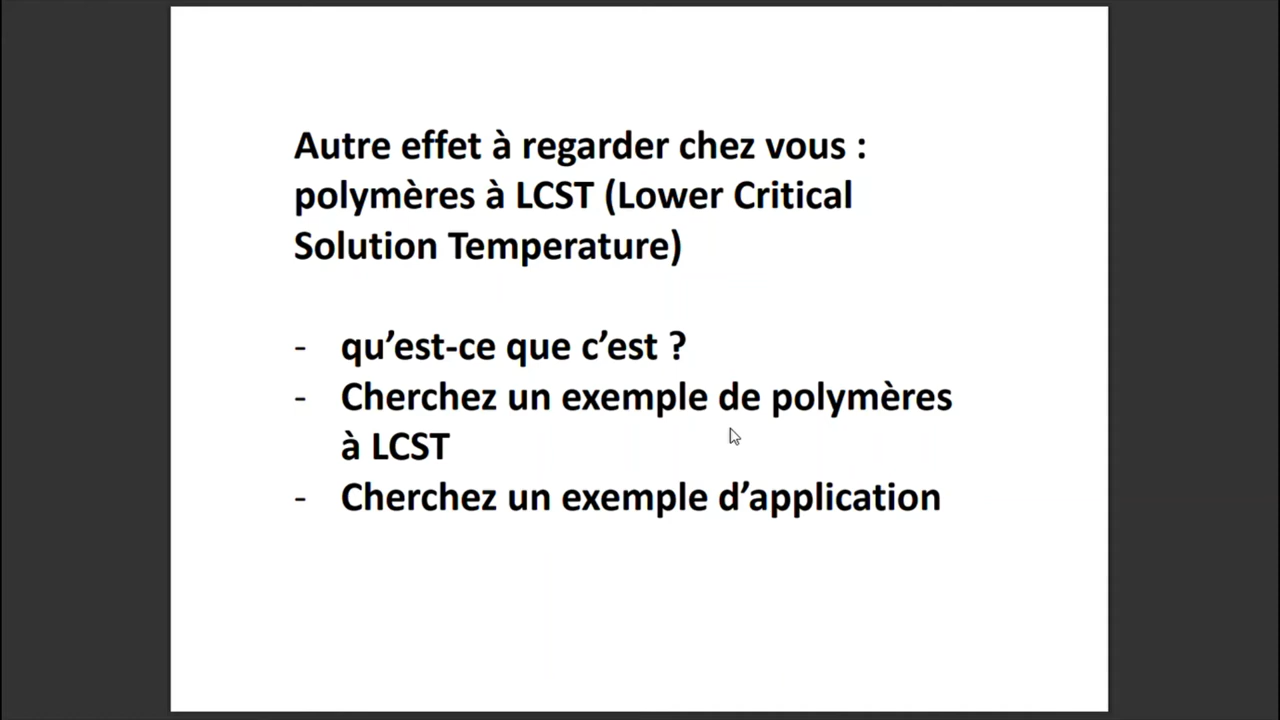 Autre effet à regarder chez vous :
polymères à LCST (Lower Critical
Solution Temperature)
- qu’est-ce que c’est ?
- Cherchez un exemple de polymères
à LCST
- Cherchez un exemple d’application